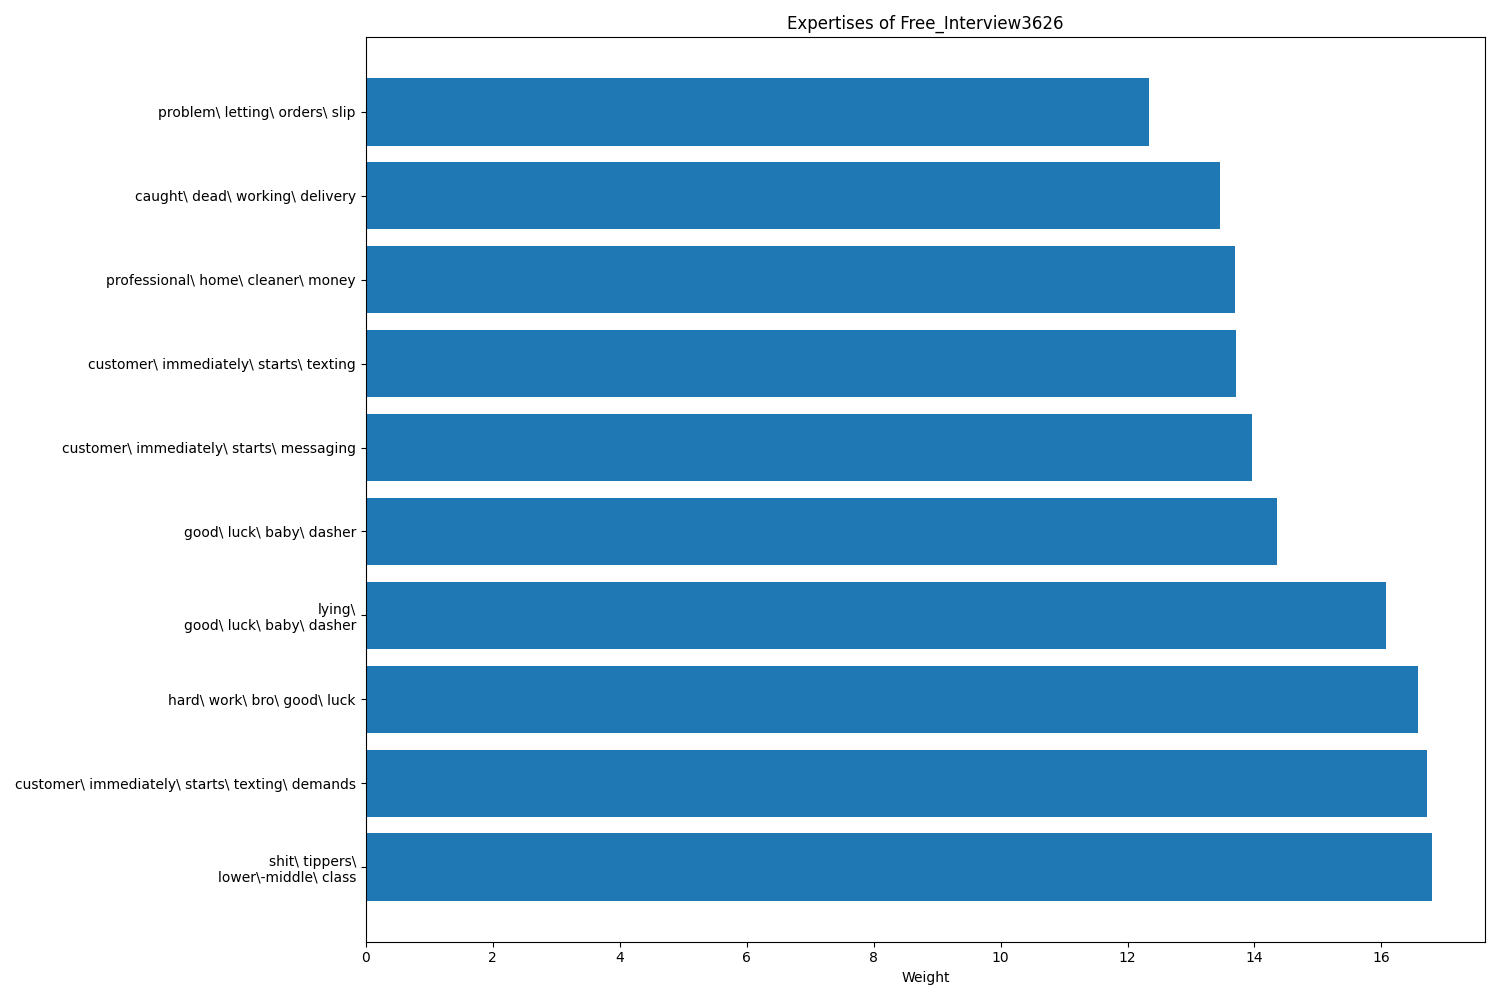 Expertises of Free_Interview3626
problem\ letting\ orders\ slip
caught\ dead\ working\ delivery
professional\ home\ cleaner\ money
customer\ immediately\ starts\ texting
customer\ immediately\ starts\ messaging
good\ luck\ baby\ dasher
lying\
good\ luck\ baby\ dasher
hard\ work\ bro\ good\ luck
customer\ immediately\ starts\ texting\ demands
shit\ tippers\
lower\-middle\ class
0 2 4 6 8 10 12 14 16
Weight